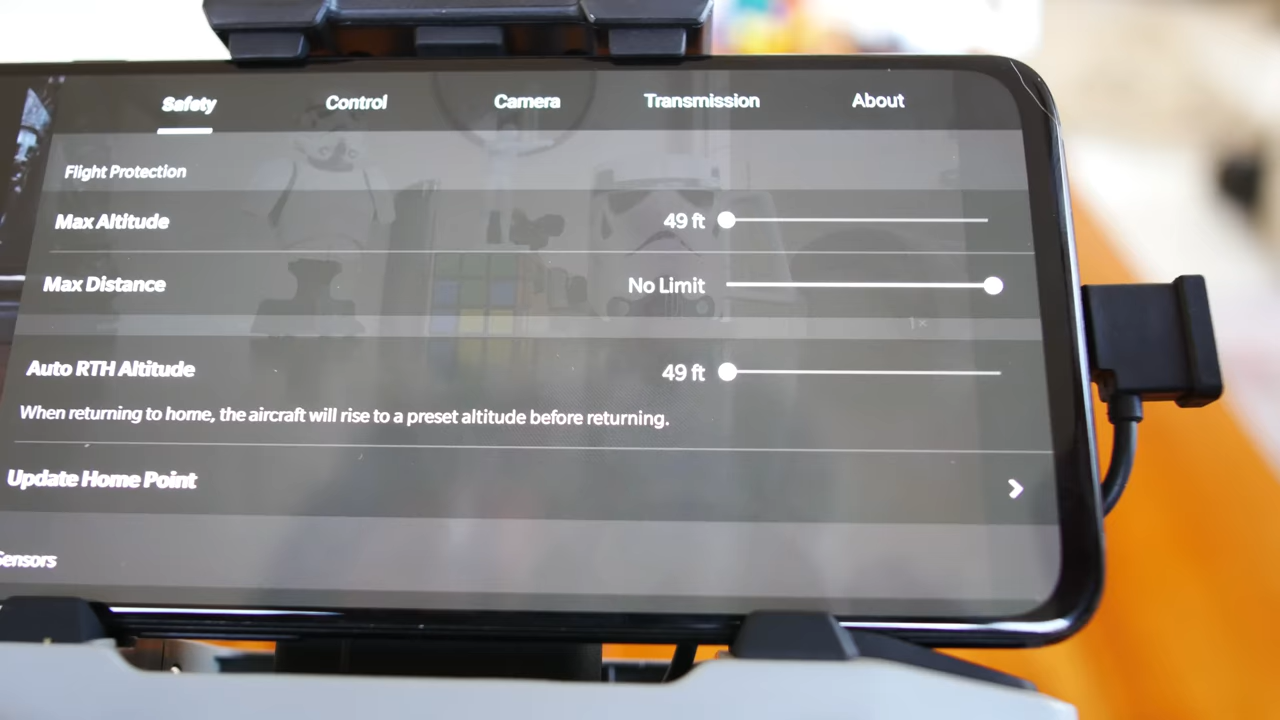 Safety Control Camera Transmission About
Flight Protection
Max Altitude 49 ft
Max Distance No Limit
1×
Auto RTH Altitude 49 ft
When returning to home, the aircraft will rise to a preset altitude before returning.
Update Home Point
Sensors